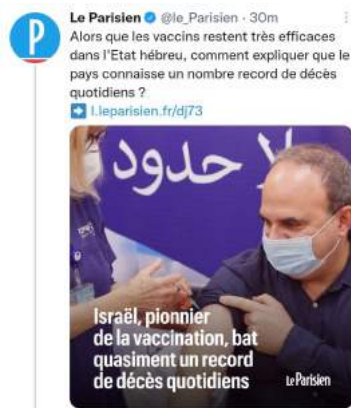 Le Parisien @le_Parisien · 30m
Alors que les vaccins restent très efficaces
dans l'Etat hébreu, comment expliquer que le
pays connaisse un nombre record de décès
quotidiens ?
l.leparisien.fr/dj73
لا حدود
Israël, pionnier
de la vaccination, bat
quasiment un record
de décès quotidiens
Le Parisien